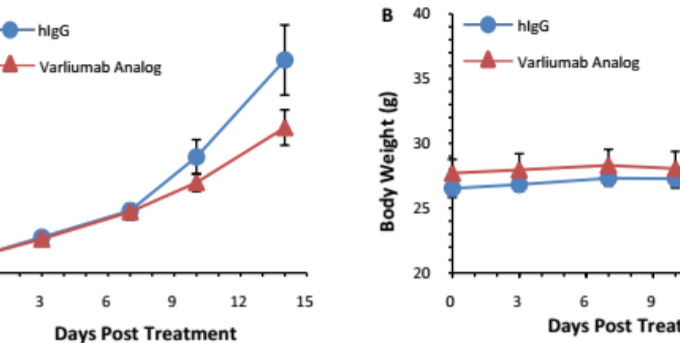 hIgG
Varliumab Analog
3 6 9 12 15
Days Post Treatment
B
40
35
30
25
20
Body Weight (g)
hIgG
Varliumab Analog
0 3 6 9
Days Post Treat